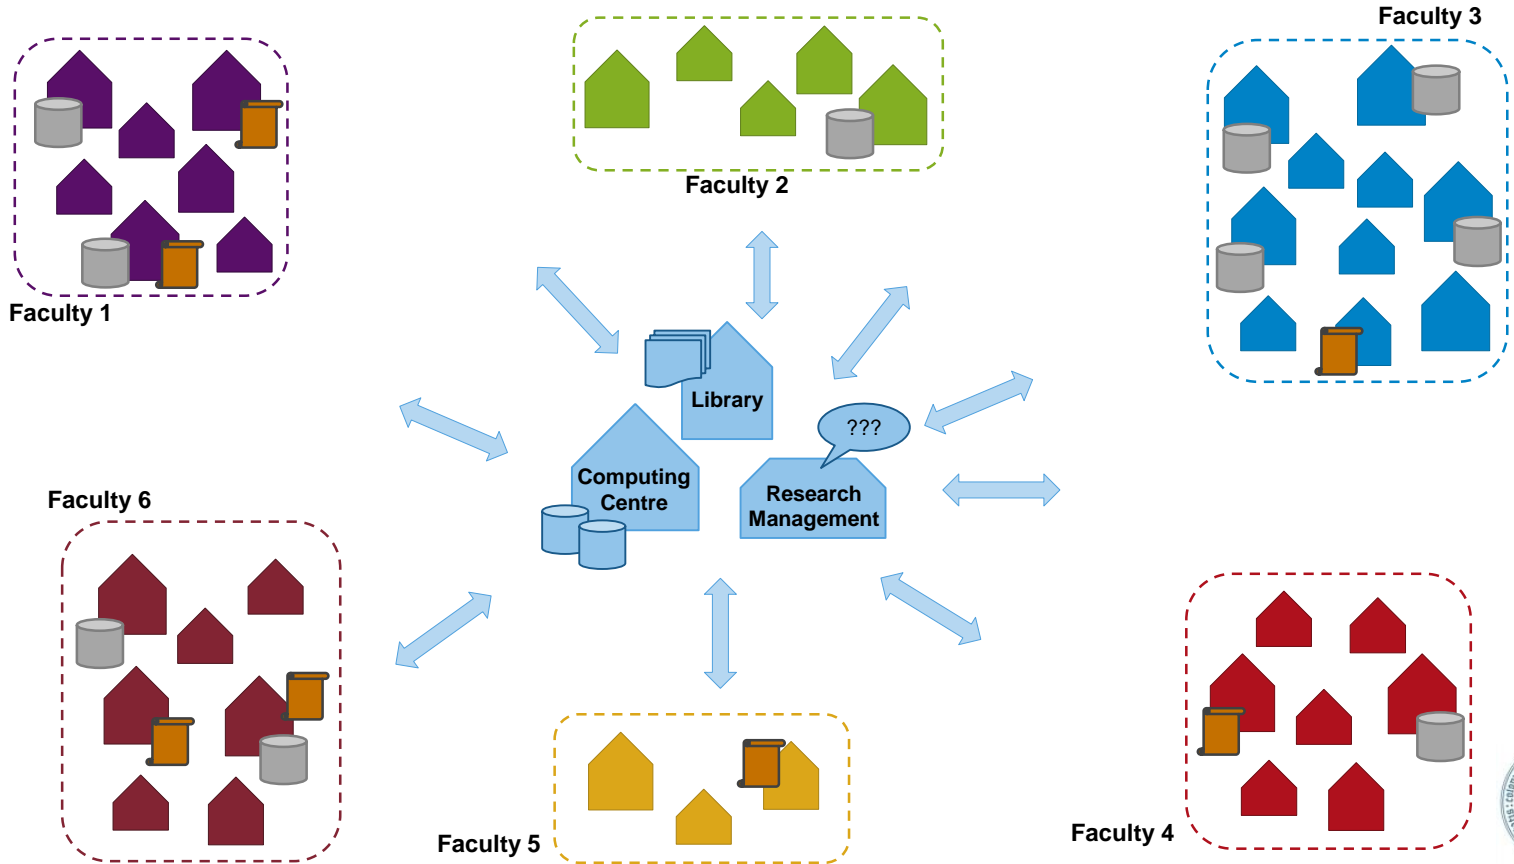 Faculty 3
Faculty 2
Faculty 1
Library
???
Computing
Centre
Research
Management
Faculty 6
Faculty 5
Faculty 4